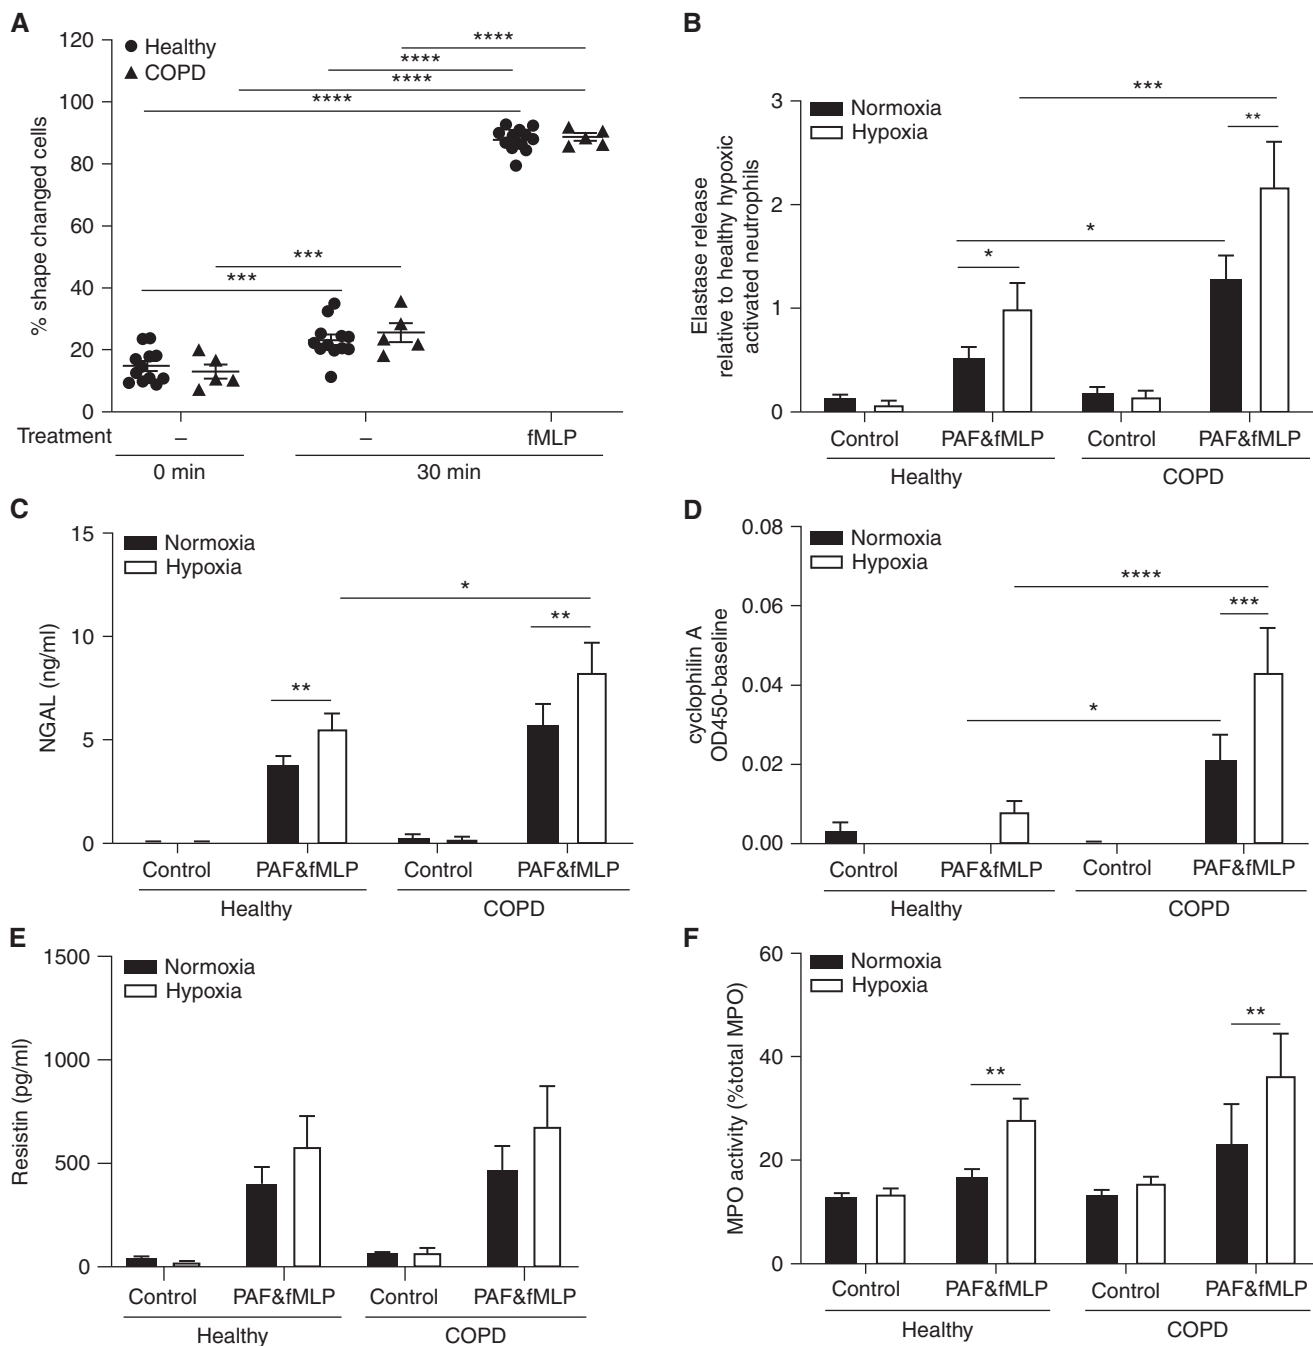 A
% shape changed cells
120
100
80
60
40
20
0
Healthy
COPD
****
****
****
****
***
***
Treatment
–
–
fMLP
0 min
30 min
B
Elastase release
relative to healthy hypoxic
activated neutrophils
3
2
1
0
Normoxia
Hypoxia
***
**
*
*
Control
PAF&fMLP
Control
PAF&fMLP
Healthy
COPD
C
NGAL (ng/ml)
15
10
5
0
Normoxia
Hypoxia
*
**
**
Control
PAF&fMLP
Control
PAF&fMLP
Healthy
COPD
D
cyclophilin A
OD450-baseline
0.08
0.06
0.04
0.02
0.00
Normoxia
Hypoxia
****
***
*
Control
PAF&fMLP
Control
PAF&fMLP
Healthy
COPD
E
Resistin (pg/ml)
1500
1000
500
0
Normoxia
Hypoxia
Control
PAF&fMLP
Control
PAF&fMLP
Healthy
COPD
F
MPO activity (%total MPO)
60
40
20
0
Normoxia
Hypoxia
**
**
Control
PAF&fMLP
Control
PAF&fMLP
Healthy
COPD